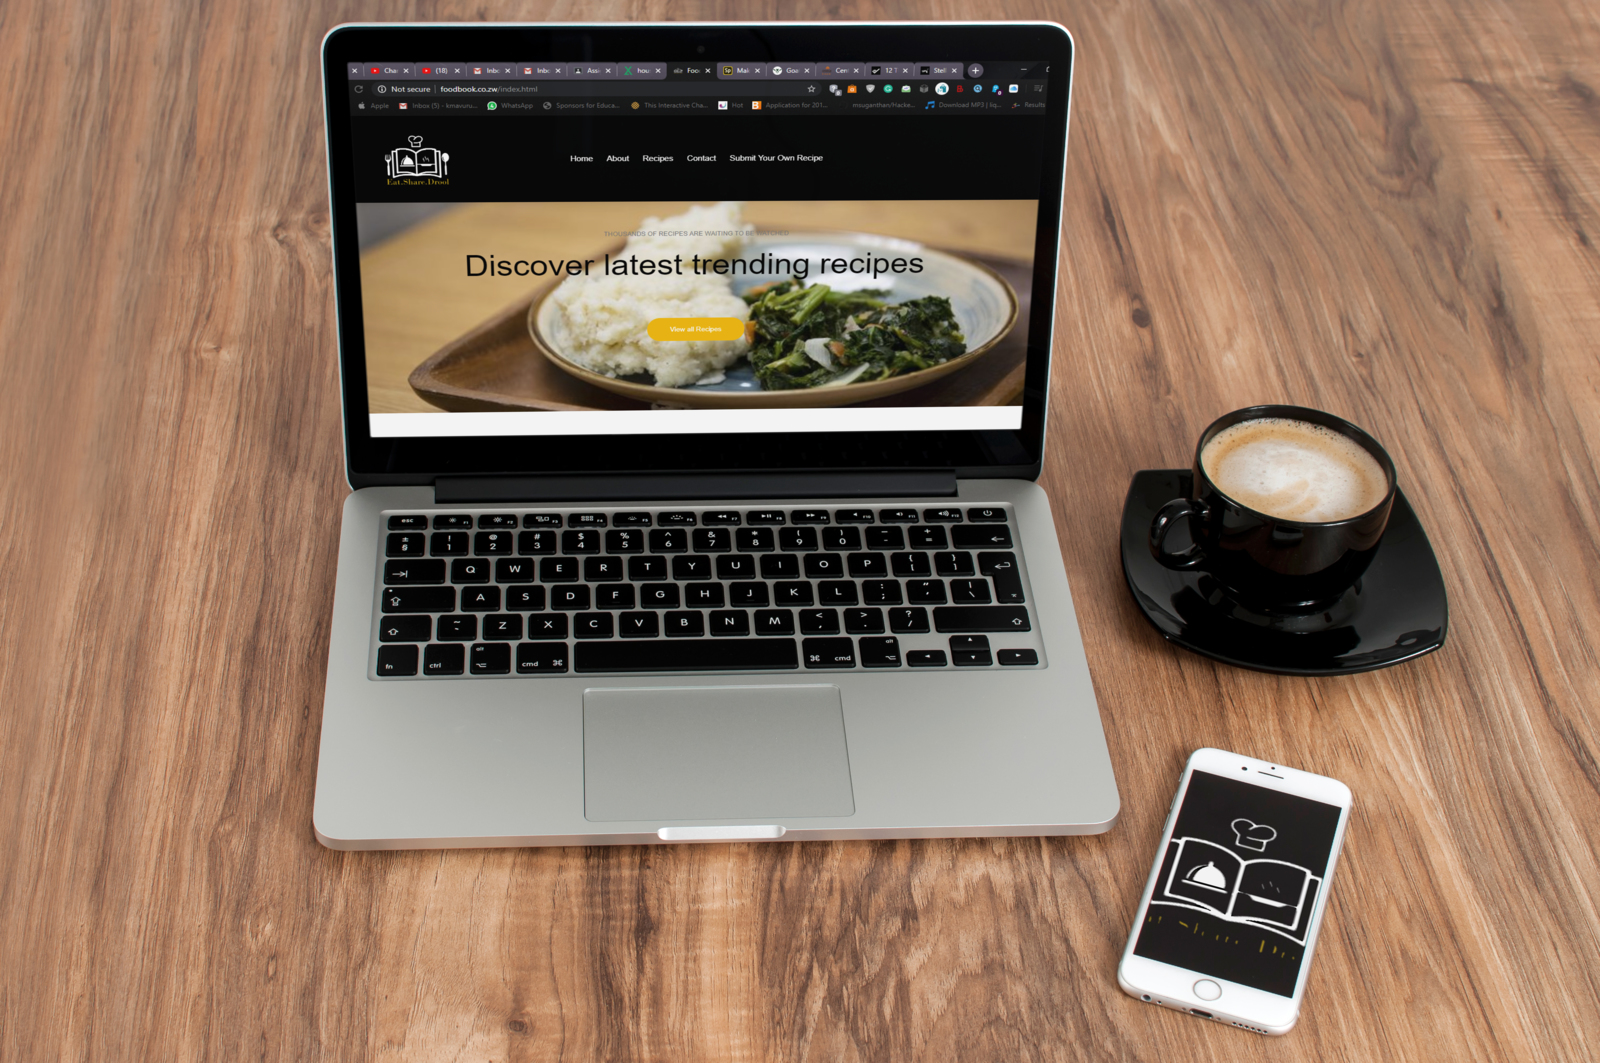 Cha (18) Inbo Inbo Assi hou Foo Mai Goa Cen 12 T Stell
Not secure | foodbook.co.zw/index.html
Apple Inbox (5) - kmavuru... WhatsApp Sponsors for Educa... This Interactive Cha... Hot Application for 201... msuganthan/Hacke... Download MP3 | liq... Results
Eat.Share.Drool
Home About Recipes Contact Submit Your Own Recipe
THOUSANDS OF RECIPES ARE WAITING TO BE WATCHED
Discover latest trending recipes
View all Recipes
esc F1 F2 F3 F4 F5 F6 F7 F8 F9 F10 F11 F12
± § ! 1 @ 2 # 3 $ 4 % 5 ^ 6 & 7 * 8 ( 9 ) 0 _ - + =
Q W E R T Y U I O P { [ } ]
A S D F G H J K L : ; " ' | \
~ Z X C V B N M < , > . ? /
fn ctrl alt cmd cmd alt